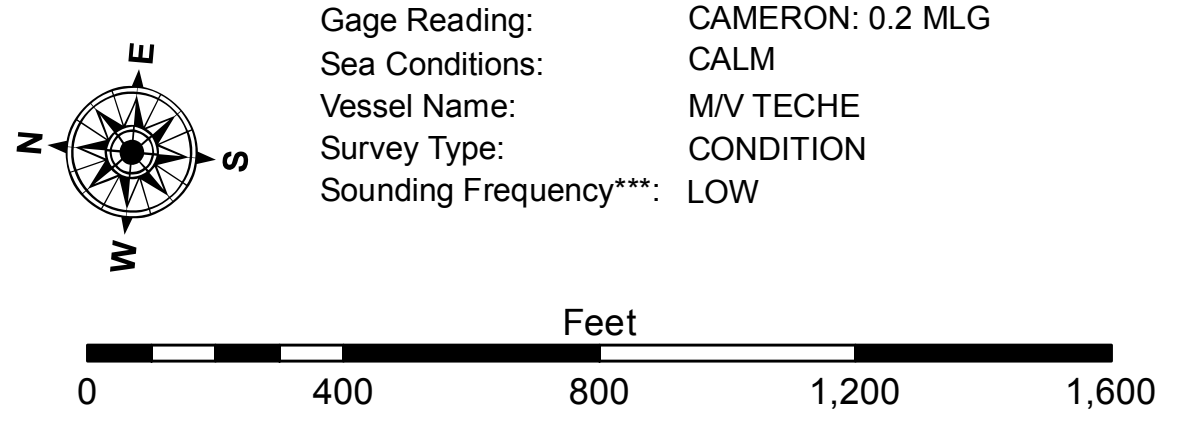 E
N
S
W
Gage Reading: CAMERON: 0.2 MLG
Sea Conditions: CALM
Vessel Name: M/V TECHE
Survey Type: CONDITION
Sounding Frequency***: LOW
Feet
0 400 800 1,200 1,600